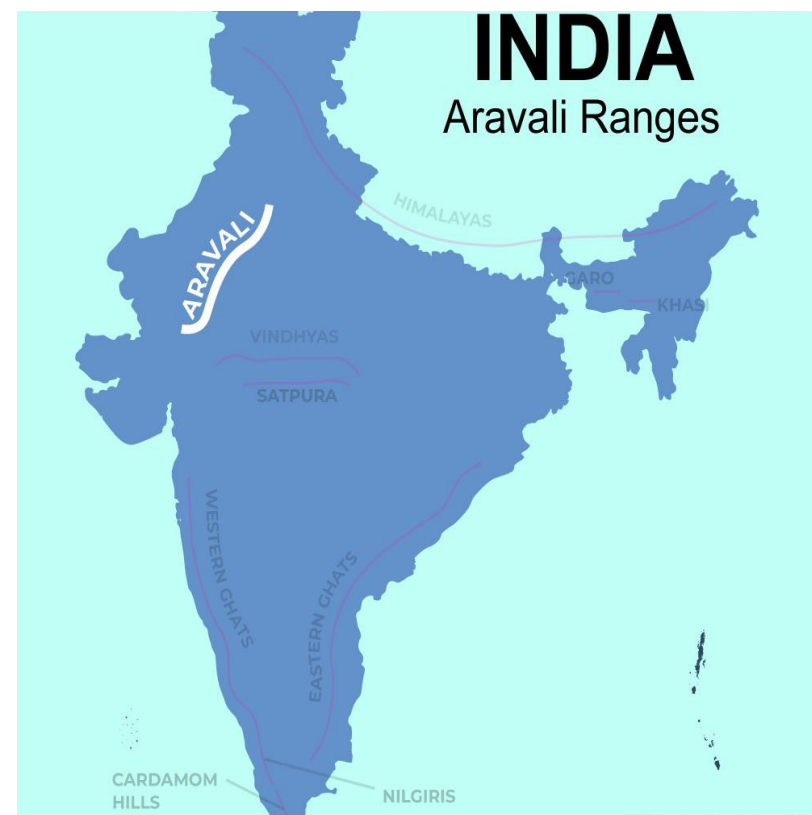 INDIA
Aravali Ranges
HIMALAYAS
ARAVALI
GARO
KHASI
VINDHYAS
SATPURA
WESTERN GHATS
EASTERN GHATS
CARDAMOM
HILLS
NILGIRIS